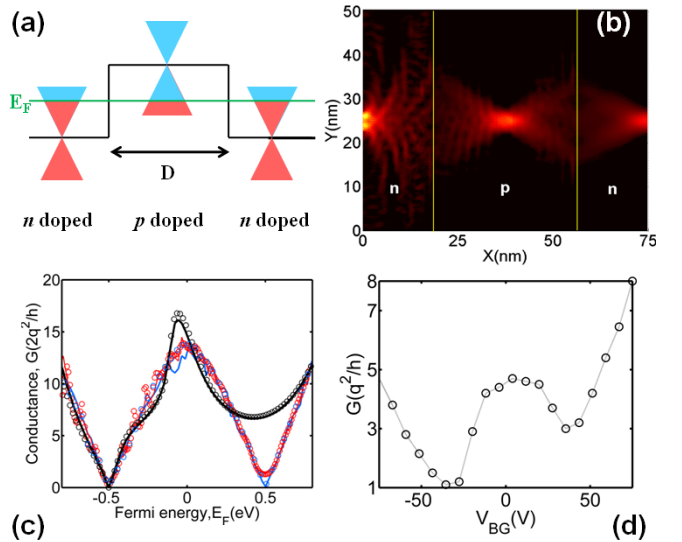 (a)
E_F
D
n doped p doped n doped
(b)
50
40
30
20
10
0
Y(nm)
n p n
0 25 50 75
X(nm)
20
15
10
5
0
Conductance, G(2q²/h)
-0.5 0 0.5
Fermi energy,E_F(eV)
(c)
8
7
5
3
1
G(q²/h)
-50 0 50
V_BG(V)
(d)